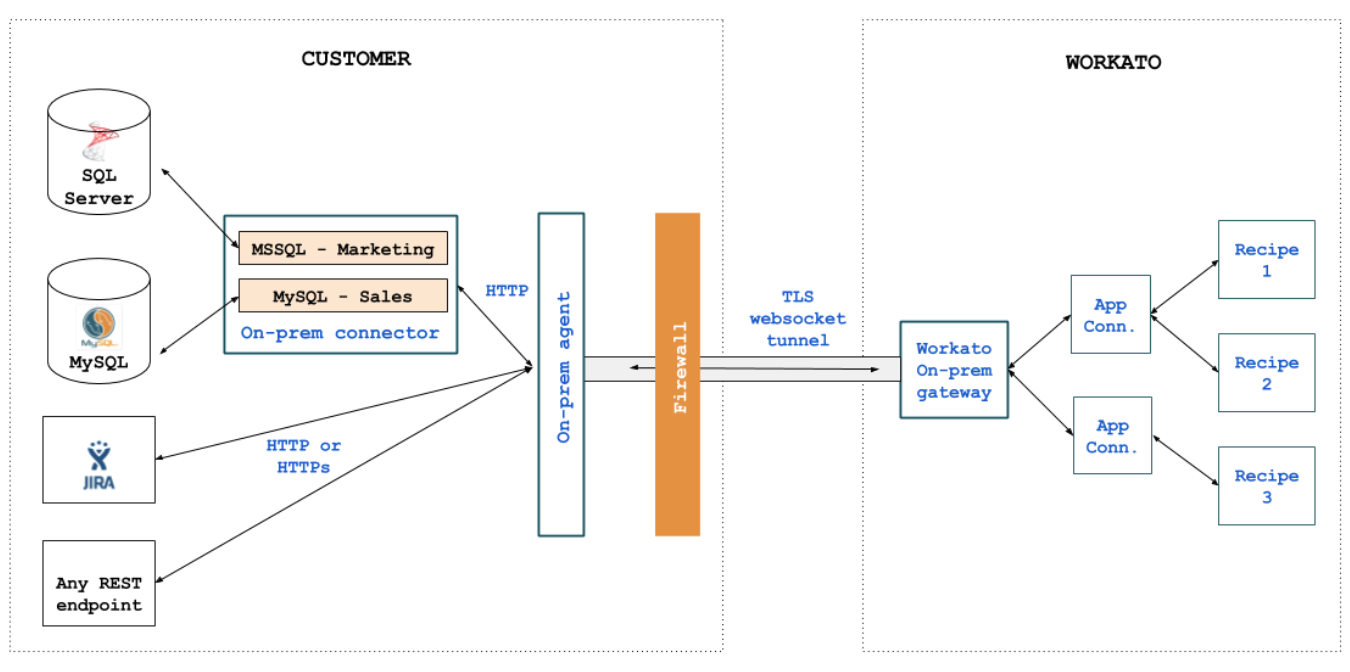 CUSTOMER
WORKATO
SQL
Server
MSSQL - Marketing
MySQL - Sales
On-prem connector
MySQL
MySQL
HTTP
On-prem agent
Firewall
TLS
websocket
tunnel
Workato
On-prem
gateway
App
Conn.
App
Conn.
Recipe
1
Recipe
2
Recipe
3
JIRA
HTTP or
HTTPs
Any REST
endpoint